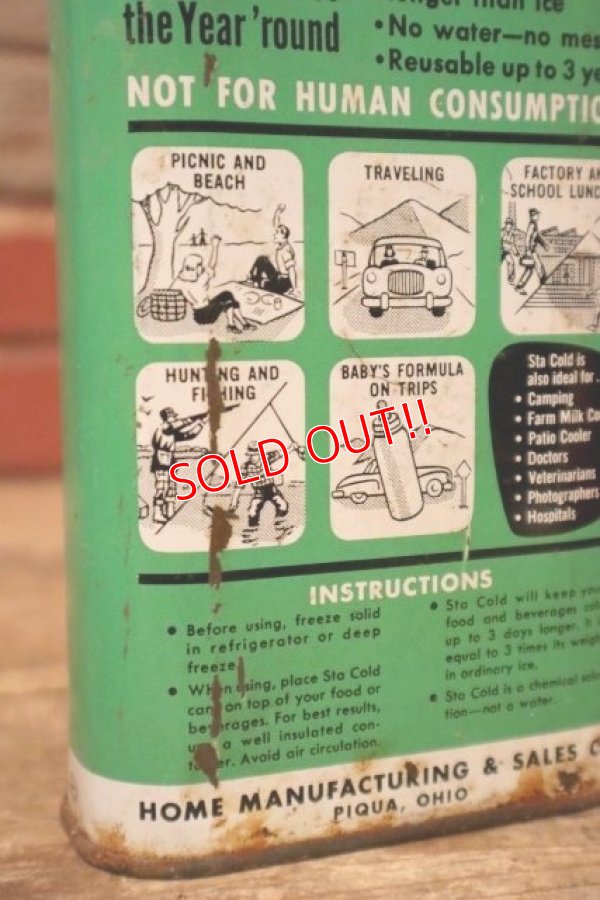 longer than ice
the Year 'round
•No water—no mes
•Reusable up to 3 ye
NOT FOR HUMAN CONSUMPTIO
PICNIC AND
BEACH
TRAVELING
FACTORY AN
SCHOOL LUNC
HUNTING AND
FISHING
BABY'S FORMULA
ON TRIPS
Sta Cold is
also ideal for..
• Camping
• Farm Milk Co
• Patio Cooler
• Doctors
• Veterinarians
• Photographers
• Hospitals
SOLD OUT!!
INSTRUCTIONS
• Before using, freeze solid
in refrigerator or deep
freeze.
• When using, place Sta Cold
can on top of your food or
beverages. For best results,
a well insulated con-
Avoid air circulation.
• Sta Cold will keep you
food and beverages col
up to 3 days longer. It i
equal to 3 times its weigh
in ordinary ice.
• Sta Cold is a chemical solu
tion—not a water.
HOME MANUFACTURING & SALES C
PIQUA, OHIO